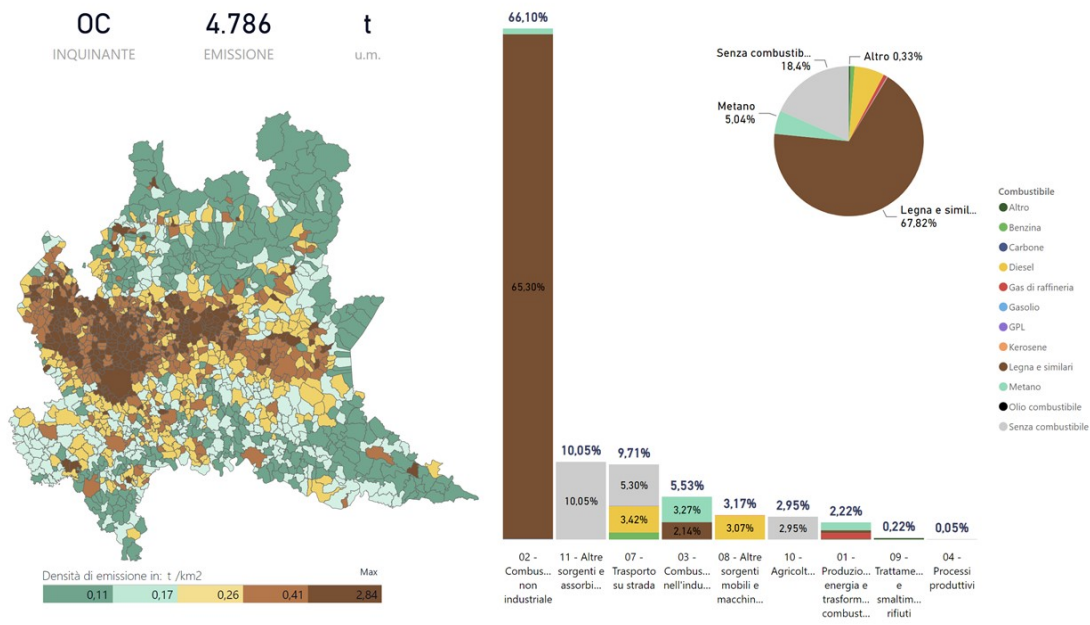 OC
INQUINANTE
4.786
EMISSIONE
t
u.m.
Densità di emissione in: t /km2
Max
0,11
0,17
0,26
0,41
2,84
66,10%
65,30%
10,05%
10,05%
9,71%
5,30%
3,42%
5,53%
3,27%
2,14%
3,17%
3,07%
2,95%
2,95%
2,22%
0,22%
0,05%
02 -
Combus...
non
industriale
11 - Altre
sorgenti e
assorbi...
07 -
Trasporto
su strada
03 -
Combus...
nell'indu...
08 - Altre
sorgenti
mobili e
macchin...
10 -
Agricolt...
01 -
Produzio...
energia e
trasform...
combust...
09 -
Trattame...
e
smaltim...
rifiuti
04 -
Processi
produttivi
Senza combustib...
18,4%
Altro 0,33%
Metano
5,04%
Legna e simil...
67,82%
Combustibile
Altro
Benzina
Carbone
Diesel
Gas di raffineria
Gasolio
GPL
Kerosene
Legna e similari
Metano
Olio combustibile
Senza combustibile